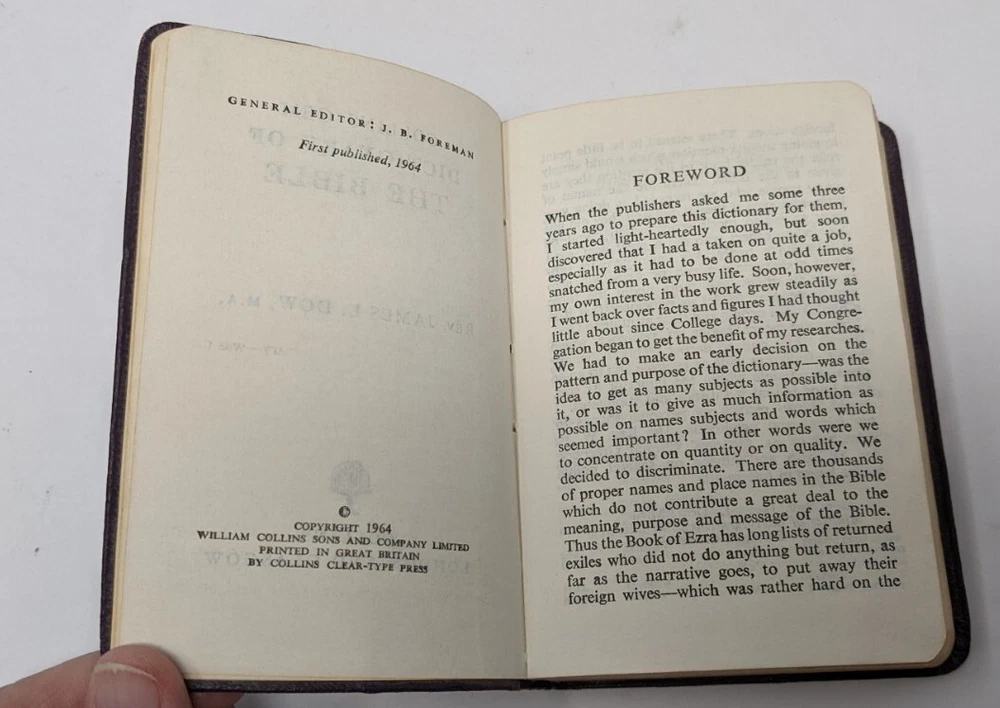 GENERAL EDITOR: J. B. FOREMAN
First published, 1964
©
COPYRIGHT 1964
WILLIAM COLLINS SONS AND COMPANY LIMITED
PRINTED IN GREAT BRITAIN
BY COLLINS CLEAR-TYPE PRESS
FOREWORD
When the publishers asked me some three
years ago to prepare this dictionary for them,
I started light-heartedly enough, but soon
discovered that I had a taken on quite a job,
especially as it had to be done at odd times
snatched from a very busy life. Soon, however,
my own interest in the work grew steadily as
I went back over facts and figures I had thought
little about since College days. My Congre-
gation began to get the benefit of my researches.
We had to make an early decision on the
pattern and purpose of the dictionary—was the
idea to get as many subjects as possible into
it, or was it to give as much information as
possible on names subjects and words which
seemed important? In other words were we
to concentrate on quantity or on quality. We
decided to discriminate. There are thousands
of proper names and place names in the Bible
which do not contribute a great deal to the
meaning, purpose and message of the Bible.
Thus the Book of Ezra has long lists of returned
exiles who did not do anything but return, as
far as the narrative goes, to put away their
foreign wives—which was rather hard on the